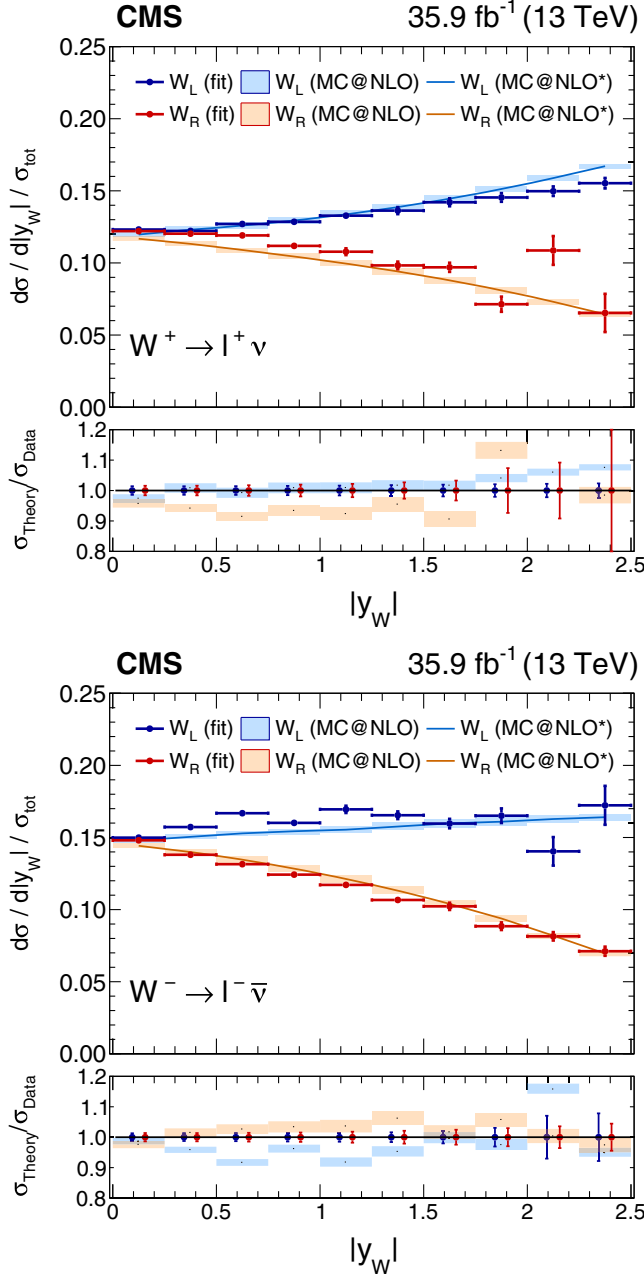 CMS 35.9 fb⁻¹ (13 TeV)
0.25
W_L (fit) W_L (MC@NLO) W_L (MC@NLO*)
W_R (fit) W_R (MC@NLO) W_R (MC@NLO*)
0.20
0.15
0.10
0.05
0.00
dσ / d|y_W| / σ_tot
W⁺ → l⁺ ν
1.2
1.1
1.0
0.9
0.8
σ_Theory/σ_Data
0 0.5 1 1.5 2 2.5
|y_W|
CMS 35.9 fb⁻¹ (13 TeV)
0.25
W_L (fit) W_L (MC@NLO) W_L (MC@NLO*)
W_R (fit) W_R (MC@NLO) W_R (MC@NLO*)
0.20
0.15
0.10
0.05
0.00
dσ / d|y_W| / σ_tot
W⁻ → l⁻ ν̅
1.2
1.1
1.0
0.9
0.8
σ_Theory/σ_Data
0 0.5 1 1.5 2 2.5
|y_W|